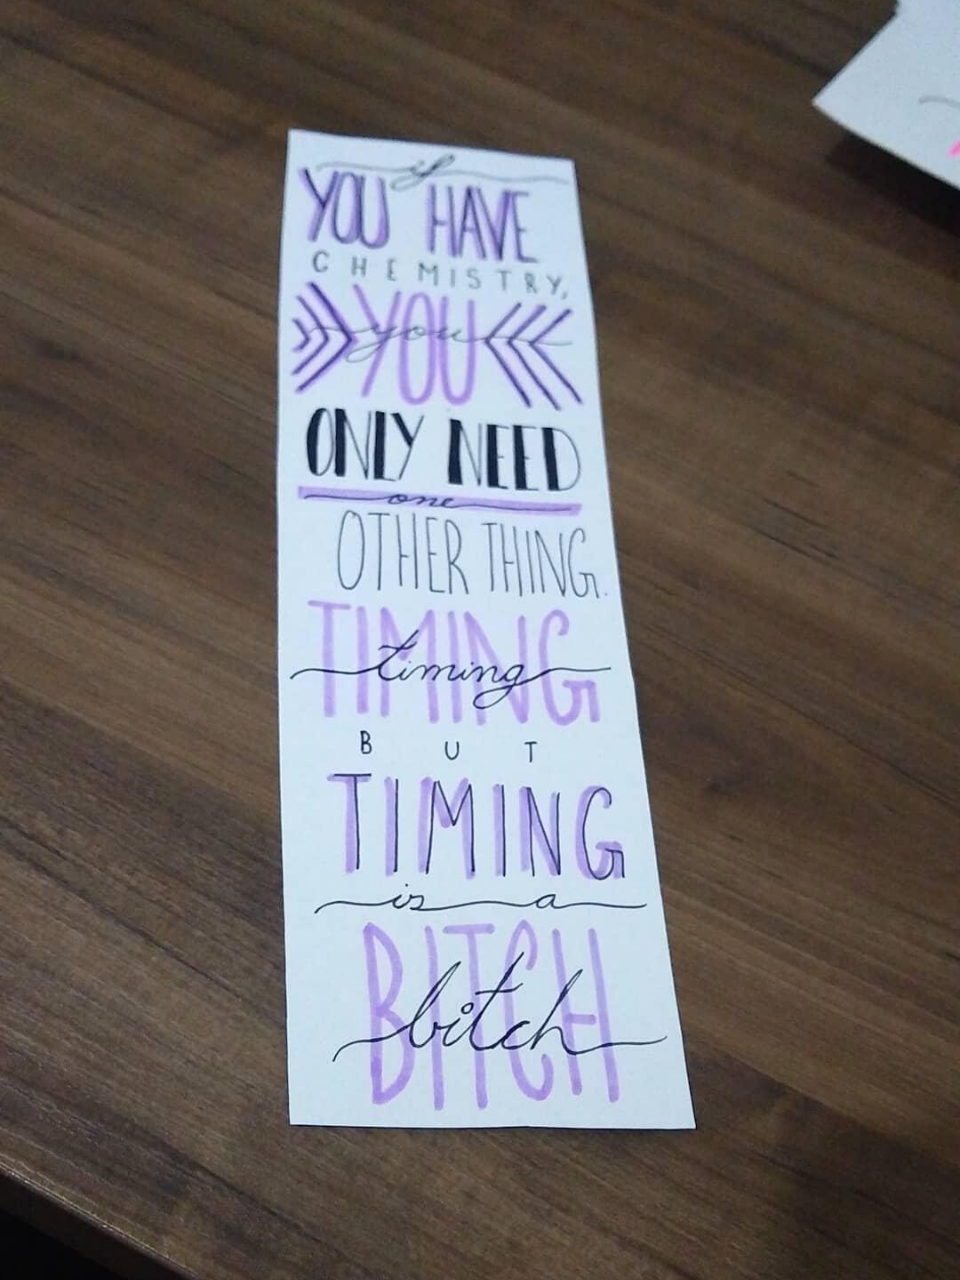 if
YOU HAVE
CHEMISTRY,
YOU
you
ONLY NEED
one
OTHER THING.
TIMING
timing
BUT
TIMING
is a
BITCH
bitch